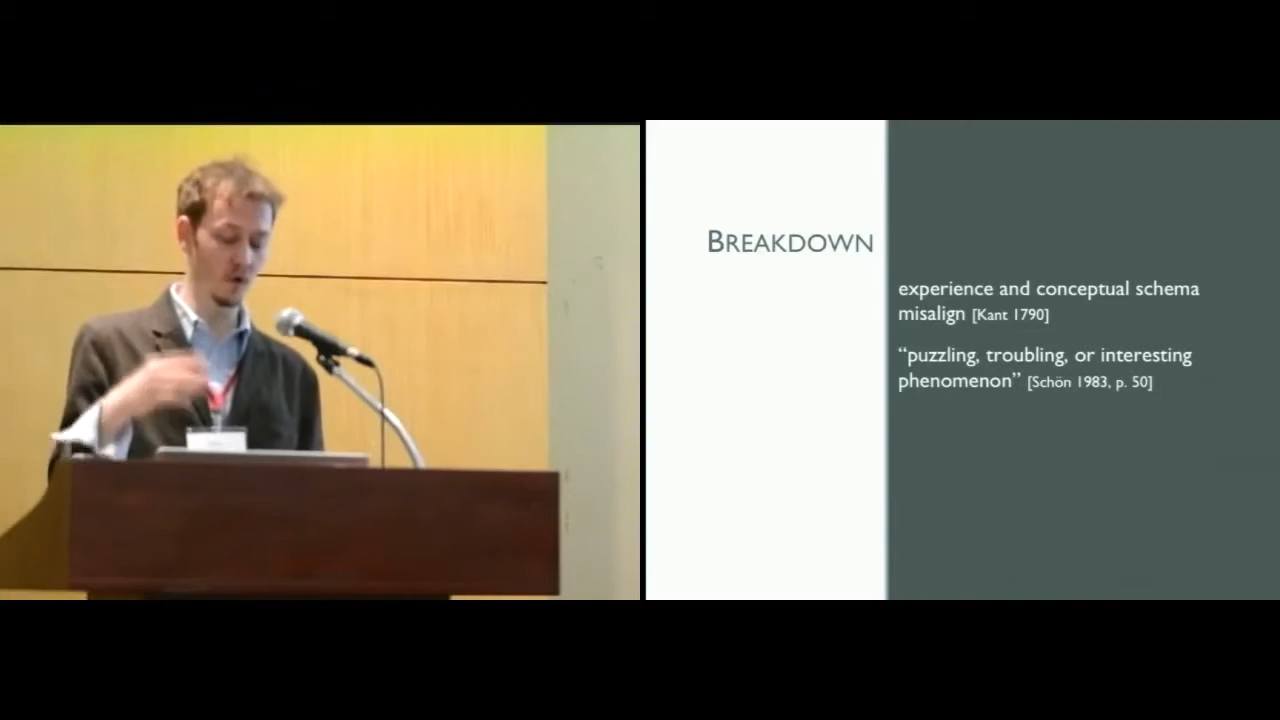 BREAKDOWN
experience and conceptual schema
misalign [Kant 1790]
“puzzling, troubling, or interesting
phenomenon” [Schön 1983, p. 50]